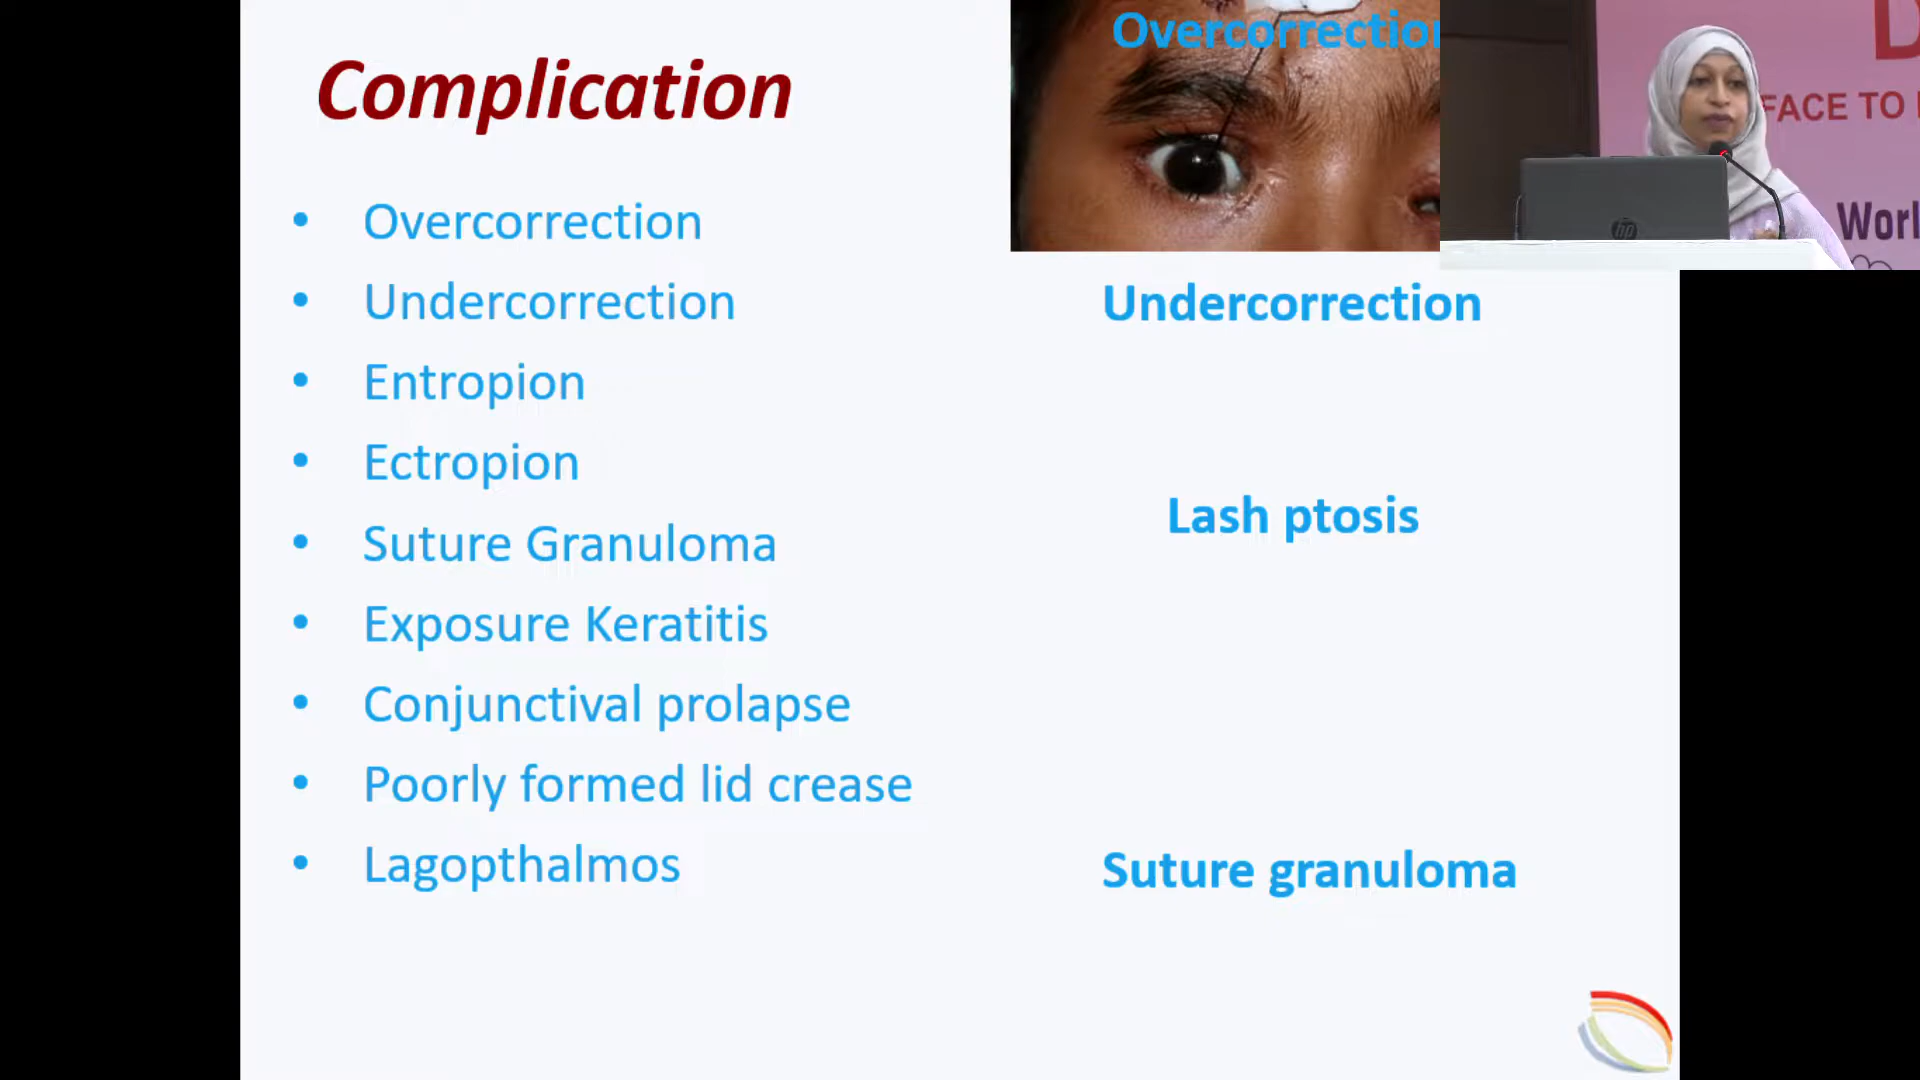 Complication
• Overcorrection
• Undercorrection
• Entropion
• Ectropion
• Suture Granuloma
• Exposure Keratitis
• Conjunctival prolapse
• Poorly formed lid crease
• Lagopthalmos
Overcorrection
Undercorrection
Lash ptosis
Suture granuloma
D
FACE TO
Worl
hp